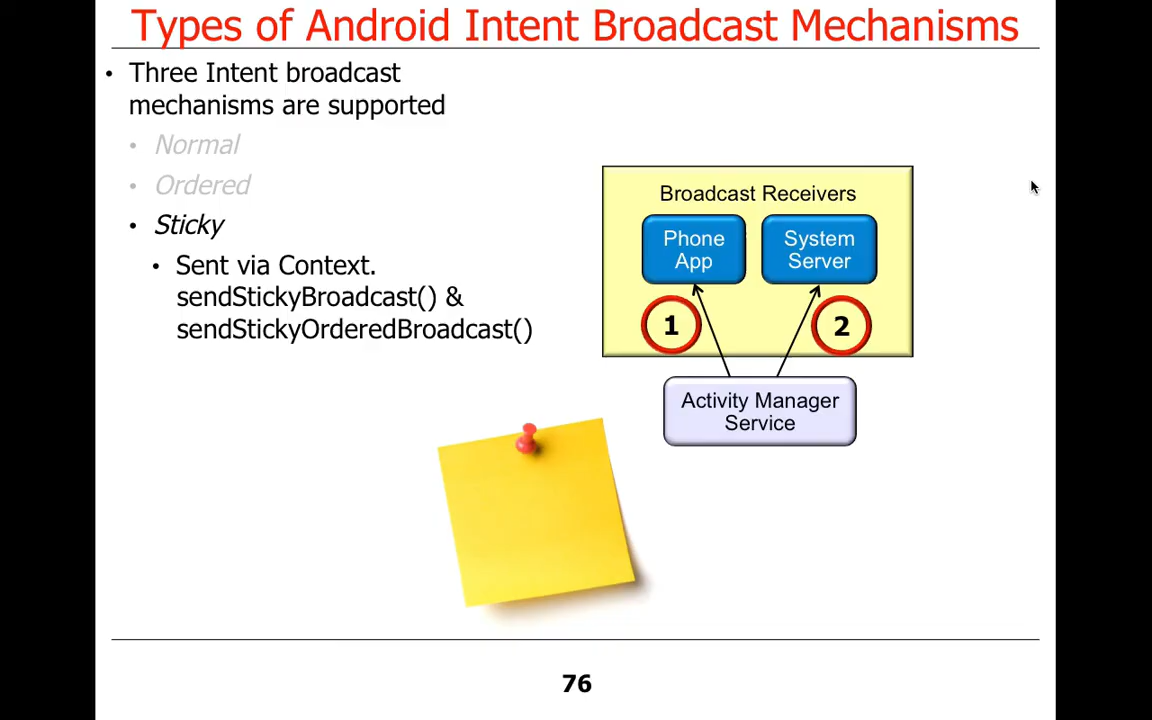 Types of Android Intent Broadcast Mechanisms
• Three Intent broadcast
mechanisms are supported
• Normal
• Ordered
• Sticky
• Sent via Context.
sendStickyBroadcast() &
sendStickyOrderedBroadcast()
Broadcast Receivers
Phone
App
System
Server
1
2
Activity Manager
Service
76